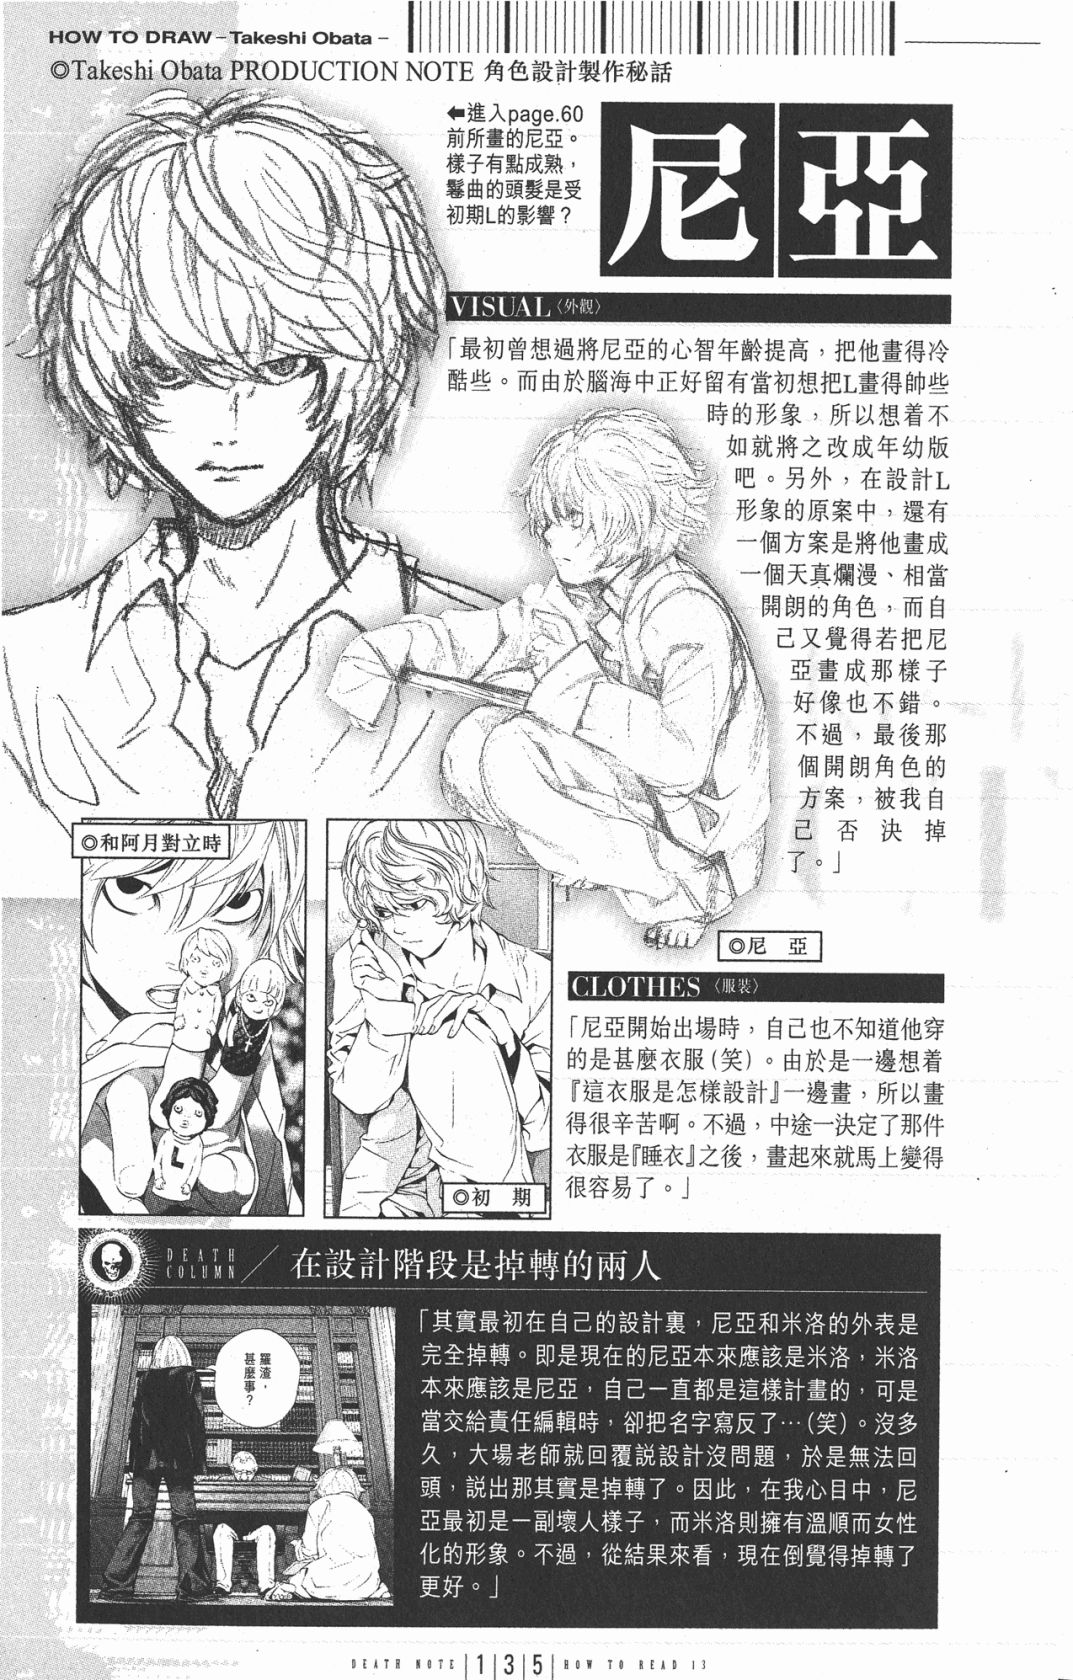 HOW TO DRAW –Takeshi Obata –
◎Takeshi Obata PRODUCTION NOTE 角色設計製作秘話
←進入page.60
前所畫的尼亞。
樣子有點成熟，
鬈曲的頭髮是受
初期L的影響？
尼亞
VISUAL〈外觀〉
「最初曾想過將尼亞的心智年齡提高，把他畫得冷
酷些。而由於腦海中正好留有當初想把L畫得帥些
時的形象，所以想着不
如就將之改成年幼版
吧。另外，在設計L
形象的原案中，還有
一個方案是將他畫成
一個天真爛漫、相當
開朗的角色，而自
己又覺得若把尼
亞畫成那樣子
好像也不錯。
不過，最後那
個開朗角色的
方案，被我自
己否決掉
了。」
◎和阿月對立時
◎初　期
◎尼　亞
L
CLOTHES〈服裝〉
「尼亞開始出場時，自己也不知道他穿
的是甚麼衣服(笑)。由於是一邊想着
『這衣服是怎樣設計』一邊畫，所以畫
得很辛苦啊。不過，中途一決定了那件
衣服是『睡衣』之後，畫起來就馬上變得
很容易了。」
DEATH
COLUMN
在設計階段是掉轉的兩人
羅渣，
甚麼事？
「其實最初在自己的設計裏，尼亞和米洛的外表是
完全掉轉。即是現在的尼亞本來應該是米洛，米洛
本來應該是尼亞，自己一直都是這樣計畫的，可是
當交給責任編輯時，卻把名字寫反了…(笑)。沒多
久，大場老師就回覆説設計沒問題，於是無法回
頭，説出那其實是掉轉了。因此，在我心目中，尼
亞最初是一副壞人樣子，而米洛則擁有溫順而女性
化的形象。不過，從結果來看，現在倒覺得掉轉了
更好。」
DEATH NOTE |1|3|5| HOW TO READ 13